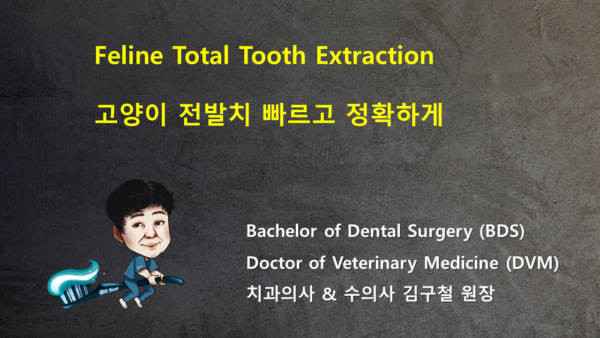 Feline Total Tooth Extraction
고양이 전발치 빠르고 정확하게
Bachelor of Dental Surgery (BDS)
Doctor of Veterinary Medicine (DVM)
치과의사 & 수의사 김구철 원장